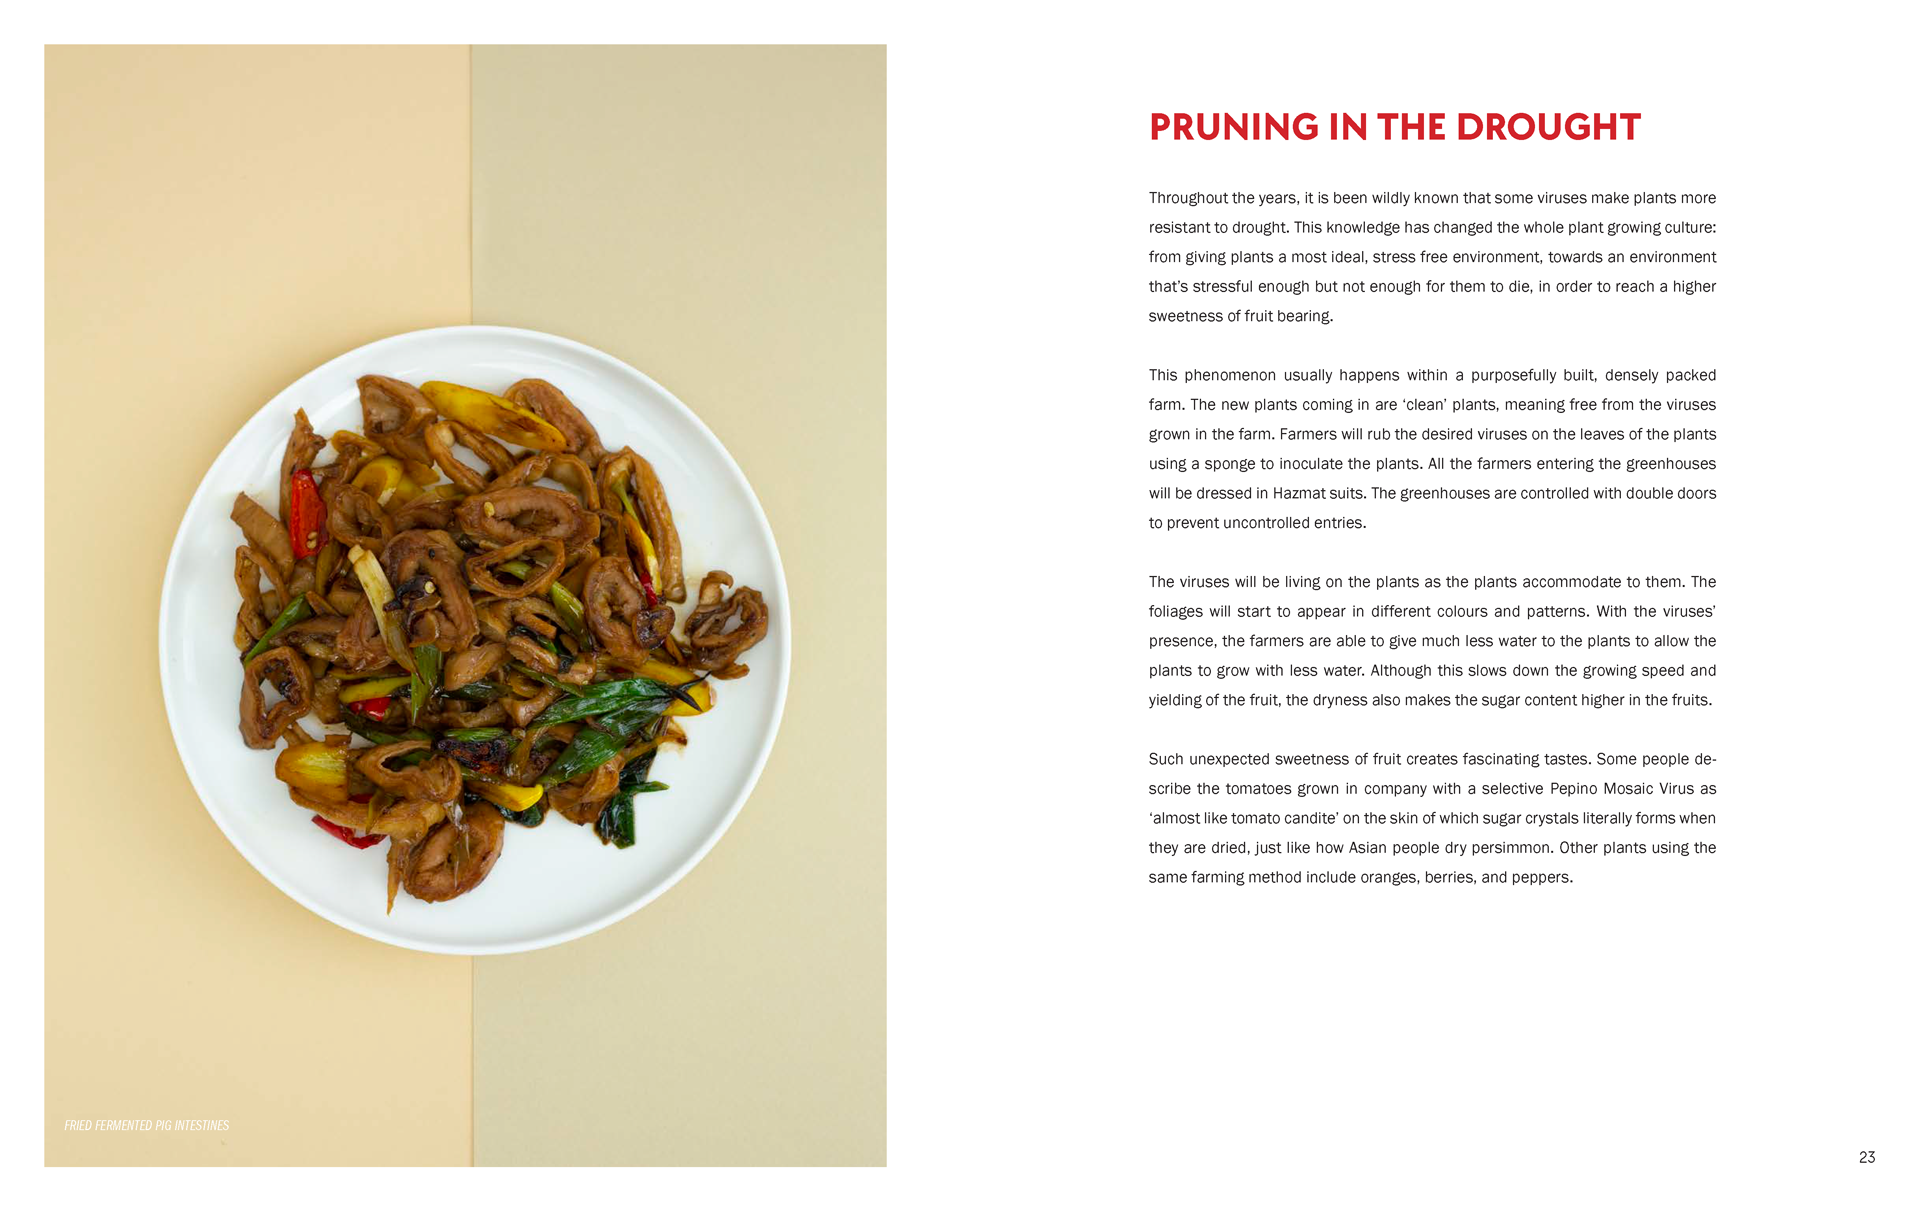 FRIED FERMENTED PIG INTESTINES
PRUNING IN THE DROUGHT
Throughout the years, it is been wildly known that some viruses make plants more
resistant to drought. This knowledge has changed the whole plant growing culture:
from giving plants a most ideal, stress free environment, towards an environment
that’s stressful enough but not enough for them to die, in order to reach a higher
sweetness of fruit bearing.
This phenomenon usually happens within a purposefully built, densely packed
farm. The new plants coming in are ‘clean’ plants, meaning free from the viruses
grown in the farm. Farmers will rub the desired viruses on the leaves of the plants
using a sponge to inoculate the plants. All the farmers entering the greenhouses
will be dressed in Hazmat suits. The greenhouses are controlled with double doors
to prevent uncontrolled entries.
The viruses will be living on the plants as the plants accommodate to them. The
foliages will start to appear in different colours and patterns. With the viruses’
presence, the farmers are able to give much less water to the plants to allow the
plants to grow with less water. Although this slows down the growing speed and
yielding of the fruit, the dryness also makes the sugar content higher in the fruits.
Such unexpected sweetness of fruit creates fascinating tastes. Some people de-
scribe the tomatoes grown in company with a selective Pepino Mosaic Virus as
‘almost like tomato candite’ on the skin of which sugar crystals literally forms when
they are dried, just like how Asian people dry persimmon. Other plants using the
same farming method include oranges, berries, and peppers.
23